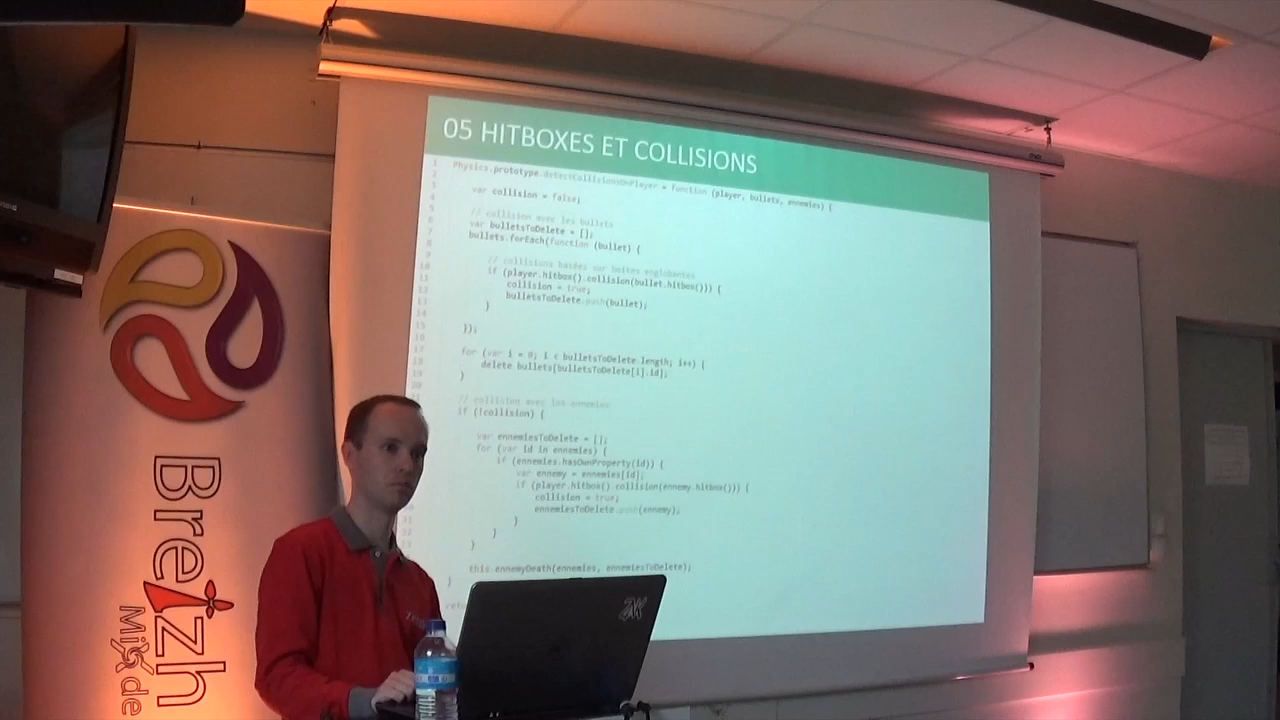 05 HITBOXES ET COLLISIONS
Physics.prototype.detectCollisionsOnPlayer = function (player, bullets, ennemies) {
var collision = false;
// collision avec les bullets
var bulletsToDelete = [];
bullets.forEach(function (bullet) {
// collisions basées sur boites englobantes
if (player.hitbox().collision(bullet.hitbox())) {
collision = true;
bulletsToDelete.push(bullet);
}
});
for (var i = 0; i < bulletsToDelete.length; i++) {
delete bullets[bulletsToDelete[i].id];
}
// collision avec les ennemies
if (!collision) {
var ennemiesToDelete = [];
for (var id in ennemies) {
if (ennemies.hasOwnProperty(id)) {
var ennemy = ennemies[id];
if (player.hitbox().collision(ennemy.hitbox())) {
collision = true;
ennemiesToDelete.push(ennemy);
}
}
}
this.ennemyDeath(ennemies, ennemiesToDelete);
}
Breizh